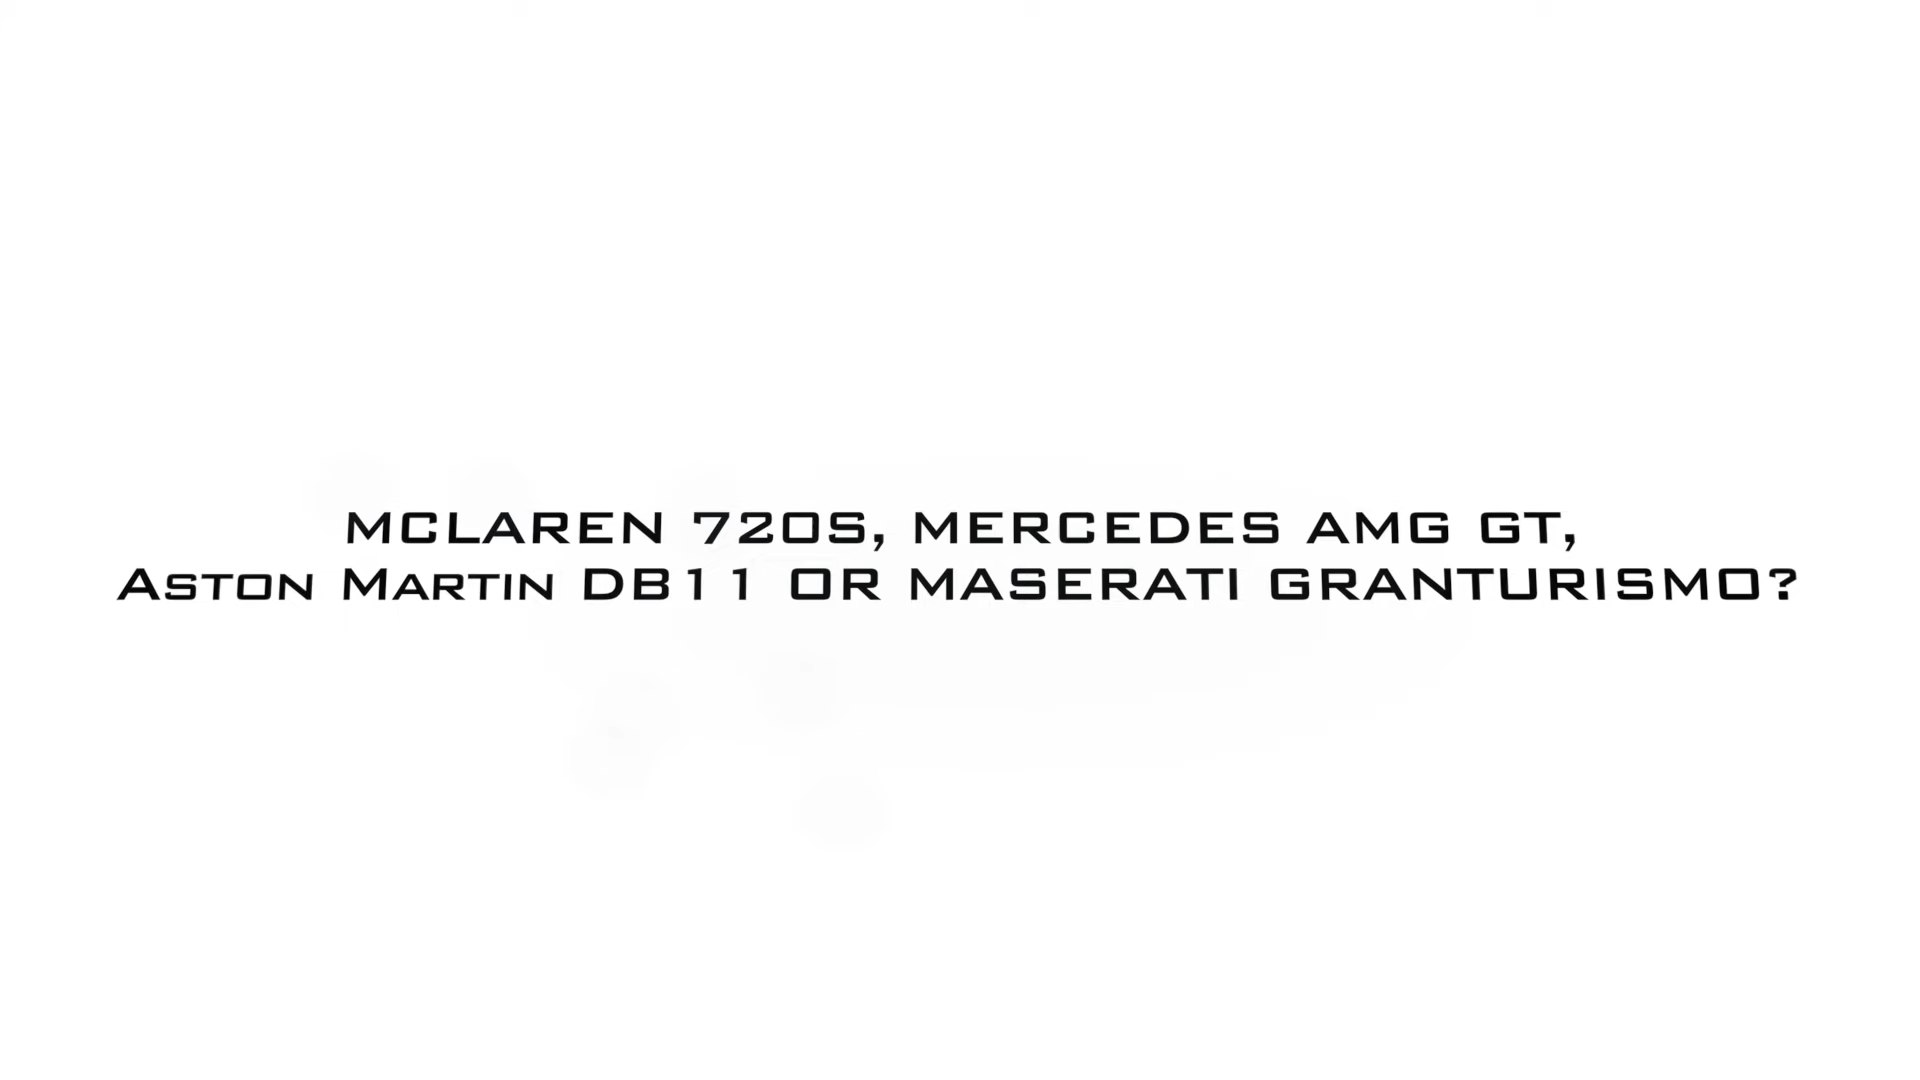 MCLAREN 720S, MERCEDES AMG GT,
Aston Martin DB11 OR MASERATI GRANTURISMO?